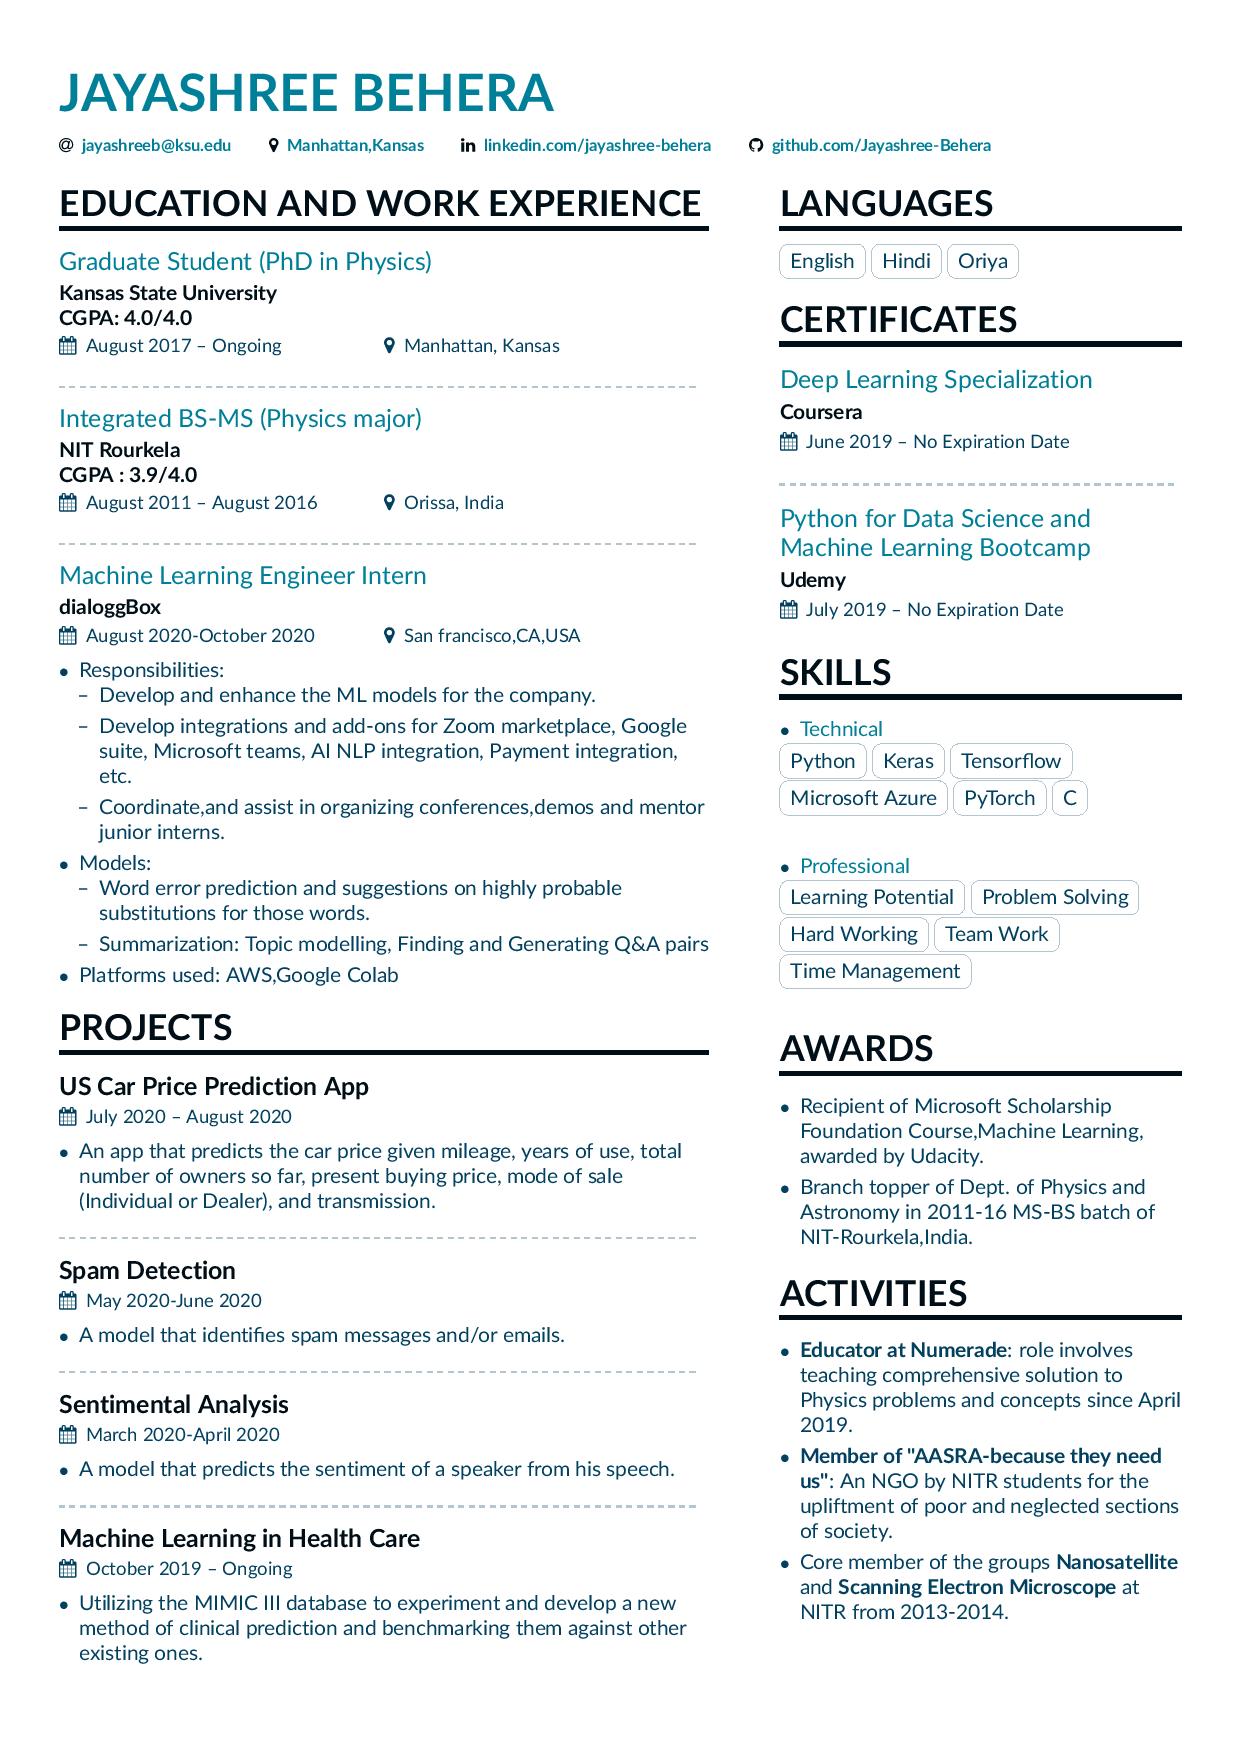 JAYASHREE BEHERA
jayashreeb@ksu.edu Manhattan,Kansas linkedin.com/jayashree-behera github.com/Jayashree-Behera
EDUCATION AND WORK EXPERIENCE
Graduate Student (PhD in Physics)
Kansas State University
CGPA: 4.0/4.0
August 2017 – Ongoing Manhattan, Kansas
Integrated BS-MS (Physics major)
NIT Rourkela
CGPA : 3.9/4.0
August 2011 – August 2016 Orissa, India
Machine Learning Engineer Intern
dialoggBox
August 2020-October 2020 San francisco,CA,USA
• Responsibilities:
– Develop and enhance the ML models for the company.
– Develop integrations and add-ons for Zoom marketplace, Google
suite, Microsoft teams, AI NLP integration, Payment integration,
etc.
– Coordinate,and assist in organizing conferences,demos and mentor
junior interns.
• Models:
– Word error prediction and suggestions on highly probable
substitutions for those words.
– Summarization: Topic modelling, Finding and Generating Q&A pairs
• Platforms used: AWS,Google Colab
PROJECTS
US Car Price Prediction App
July 2020 – August 2020
• An app that predicts the car price given mileage, years of use, total
number of owners so far, present buying price, mode of sale
(Individual or Dealer), and transmission.
Spam Detection
May 2020-June 2020
• A model that identifies spam messages and/or emails.
Sentimental Analysis
March 2020-April 2020
• A model that predicts the sentiment of a speaker from his speech.
Machine Learning in Health Care
October 2019 – Ongoing
• Utilizing the MIMIC III database to experiment and develop a new
method of clinical prediction and benchmarking them against other
existing ones.
LANGUAGES
English Hindi Oriya
CERTIFICATES
Deep Learning Specialization
Coursera
June 2019 – No Expiration Date
Python for Data Science and
Machine Learning Bootcamp
Udemy
July 2019 – No Expiration Date
SKILLS
• Technical
Python Keras Tensorflow
Microsoft Azure PyTorch C
• Professional
Learning Potential Problem Solving
Hard Working Team Work
Time Management
AWARDS
• Recipient of Microsoft Scholarship
Foundation Course,Machine Learning,
awarded by Udacity.
• Branch topper of Dept. of Physics and
Astronomy in 2011-16 MS-BS batch of
NIT-Rourkela,India.
ACTIVITIES
• Educator at Numerade: role involves
teaching comprehensive solution to
Physics problems and concepts since April
2019.
• Member of "AASRA-because they need
us": An NGO by NITR students for the
upliftment of poor and neglected sections
of society.
• Core member of the groups Nanosatellite
and Scanning Electron Microscope at
NITR from 2013-2014.